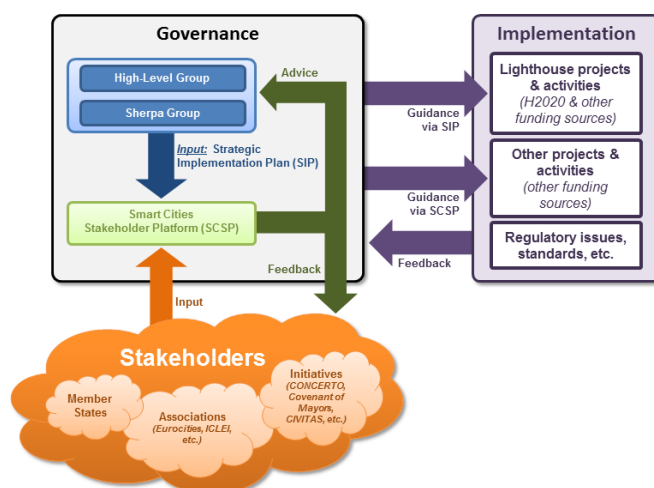 Governance
High-Level Group
Sherpa Group
Input: Strategic
Implementation Plan (SIP)
Smart Cities
Stakeholder Platform (SCSP)
Advice
Feedback
Input
Guidance
via SIP
Guidance
via SCSP
Feedback
Implementation
Lighthouse projects
& activities
(H2020 & other
funding sources)
Other projects &
activities
(other funding
sources)
Regulatory issues,
standards, etc.
Stakeholders
Member
States
Associations
(Eurocities, ICLEI,
etc.)
Initiatives
(CONCERTO,
Covenant of
Mayors,
CIVITAS, etc.)